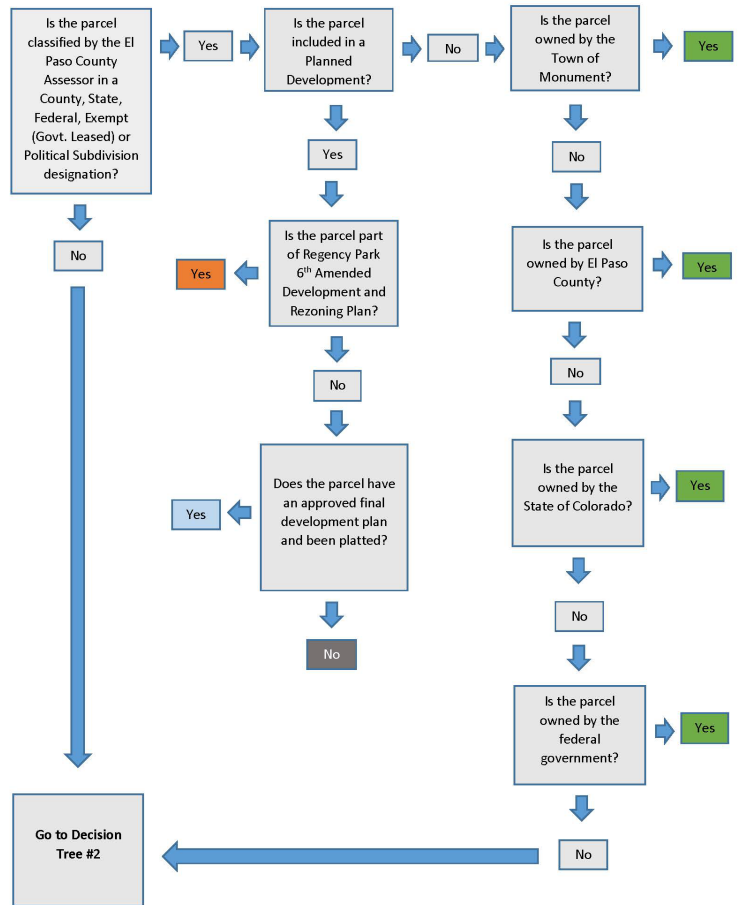 Is the parcel
classified by the El
Paso County
Assessor in a
County, State,
Federal, Exempt
(Govt. Leased) or
Political Subdivision
designation?
Yes
Is the parcel
included in a
Planned
Development?
No
Is the parcel
owned by the
Town of
Monument?
Yes
No
Yes
No
Is the parcel part
of Regency Park
6th Amended
Development and
Rezoning Plan?
Yes
Is the parcel
owned by El Paso
County?
Yes
No
No
Does the parcel have
an approved final
development plan
and been platted?
Yes
No
Is the parcel
owned by the
State of Colorado?
Yes
No
Is the parcel
owned by the
federal
government?
Yes
No
Go to Decision
Tree #2